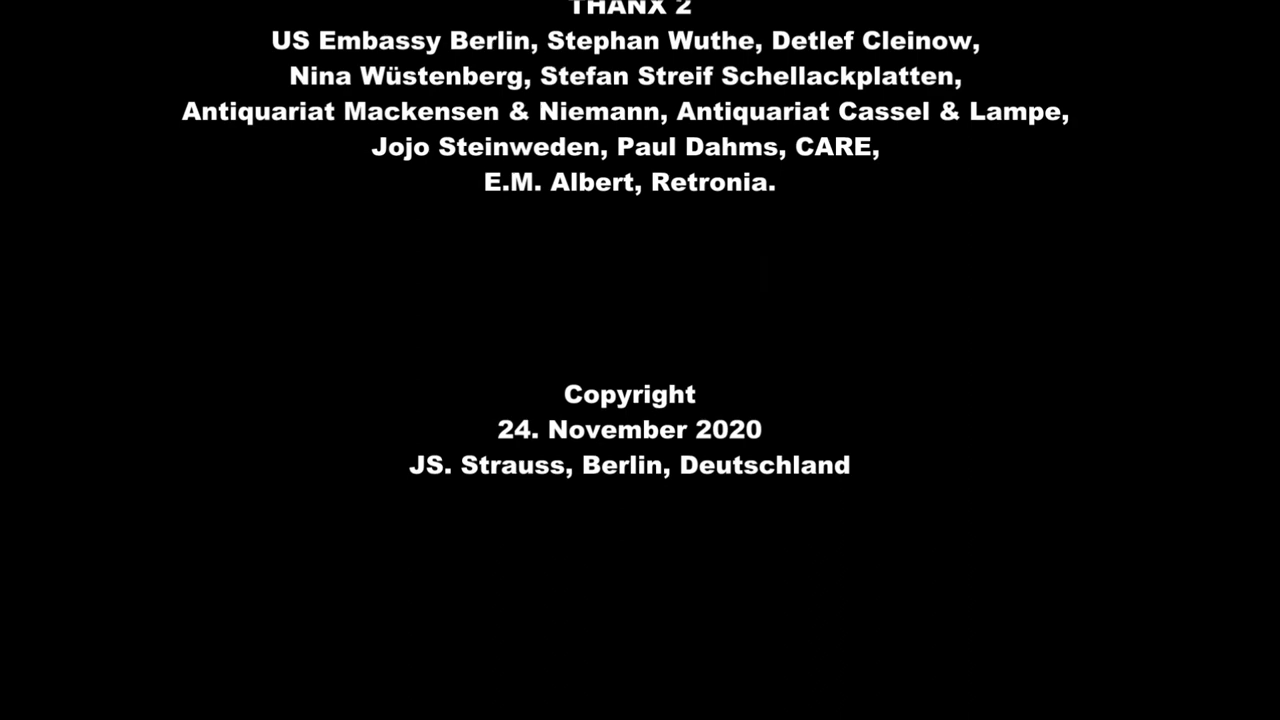 THANX 2
US Embassy Berlin, Stephan Wuthe, Detlef Cleinow,
Nina Wüstenberg, Stefan Streif Schellackplatten,
Antiquariat Mackensen & Niemann, Antiquariat Cassel & Lampe,
Jojo Steinweden, Paul Dahms, CARE,
E.M. Albert, Retronia.
Copyright
24. November 2020
JS. Strauss, Berlin, Deutschland